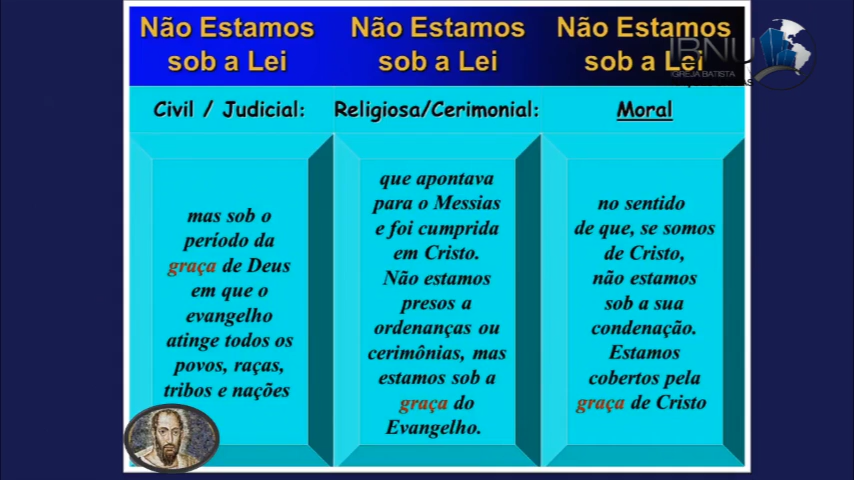 Não Estamos
sob a Lei
Não Estamos
sob a Lei
Não Estamos
sob a Lei
IBNU
IGREJA BATISTA
Civil / Judicial:
Religiosa/Cerimonial:
Moral
mas sob o
período da
graça de Deus
em que o
evangelho
atinge todos os
povos, raças,
tribos e nações
que apontava
para o Messias
e foi cumprida
em Cristo.
Não estamos
presos a
ordenanças ou
cerimônias, mas
estamos sob a
graça do
Evangelho.
no sentido
de que, se somos
de Cristo,
não estamos
sob a sua
condenação.
Estamos
cobertos pela
graça de Cristo